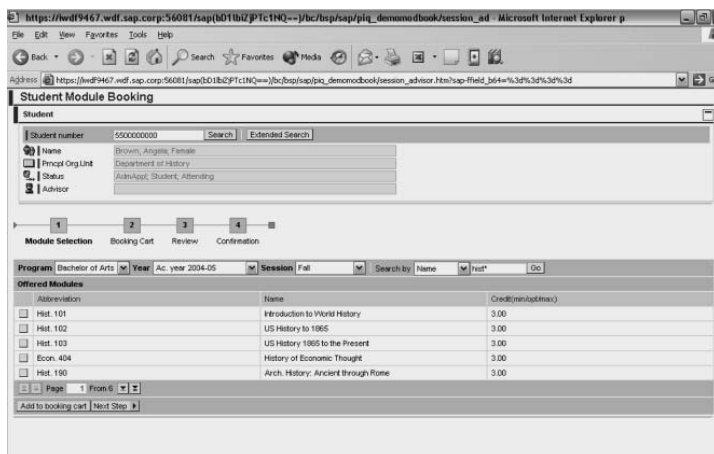 https://iwdf9467.wdf.sap.corp:56081/sap(bD1lbiZjPTc1NQ==)/bc/bsp/sap/piq_demomodbook/session_ad - Microsoft Internet Explorer p
File Edit View Favorites Tools Help
Back Search Favorites Media
Address https://iwdf9467.wdf.sap.corp:56081/sap(bD1lbiZjPTc1NQ==)/bc/bsp/sap/piq_demomodbook/session_advisor.htm?sap-ffield_b64=%3d%3d%3d%3d G
Student Module Booking
Student
Student number 5500000000 Search Extended Search
Name Brown, Angela; Female
Prncpl Org.Unit Department of History
Status AdmAppl; Student; Attending
Advisor
1 2 3 4
Module Selection Booking Cart Review Confirmation
Program Bachelor of Arts Year Ac. year 2004-05 Session Fall Search by Name hist* Go
Offered Modules
Abbreviation Name Credit(min/opt/max)
Hist. 101 Introduction to World History 3.00
Hist. 102 US History to 1865 3.00
Hist. 103 US History 1865 to the Present 3.00
Econ. 404 History of Economic Thought 3.00
Hist. 190 Arch. History: Ancient through Rome 3.00
Page 1 From 6
Add to booking cart Next Step